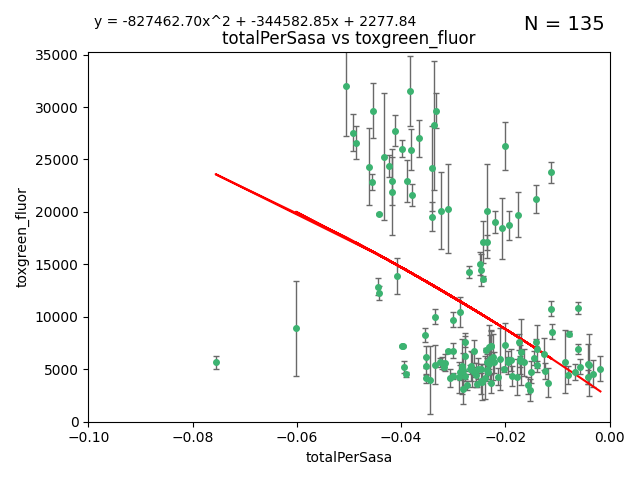 y = -827462.70x^2 + -344582.85x + 2277.84
N = 135
totalPerSasa vs toxgreen_fluor
35000
30000
25000
20000
15000
10000
5000
0
toxgreen_fluor
−0.10 −0.08 −0.06 −0.04 −0.02 0.00
totalPerSasa